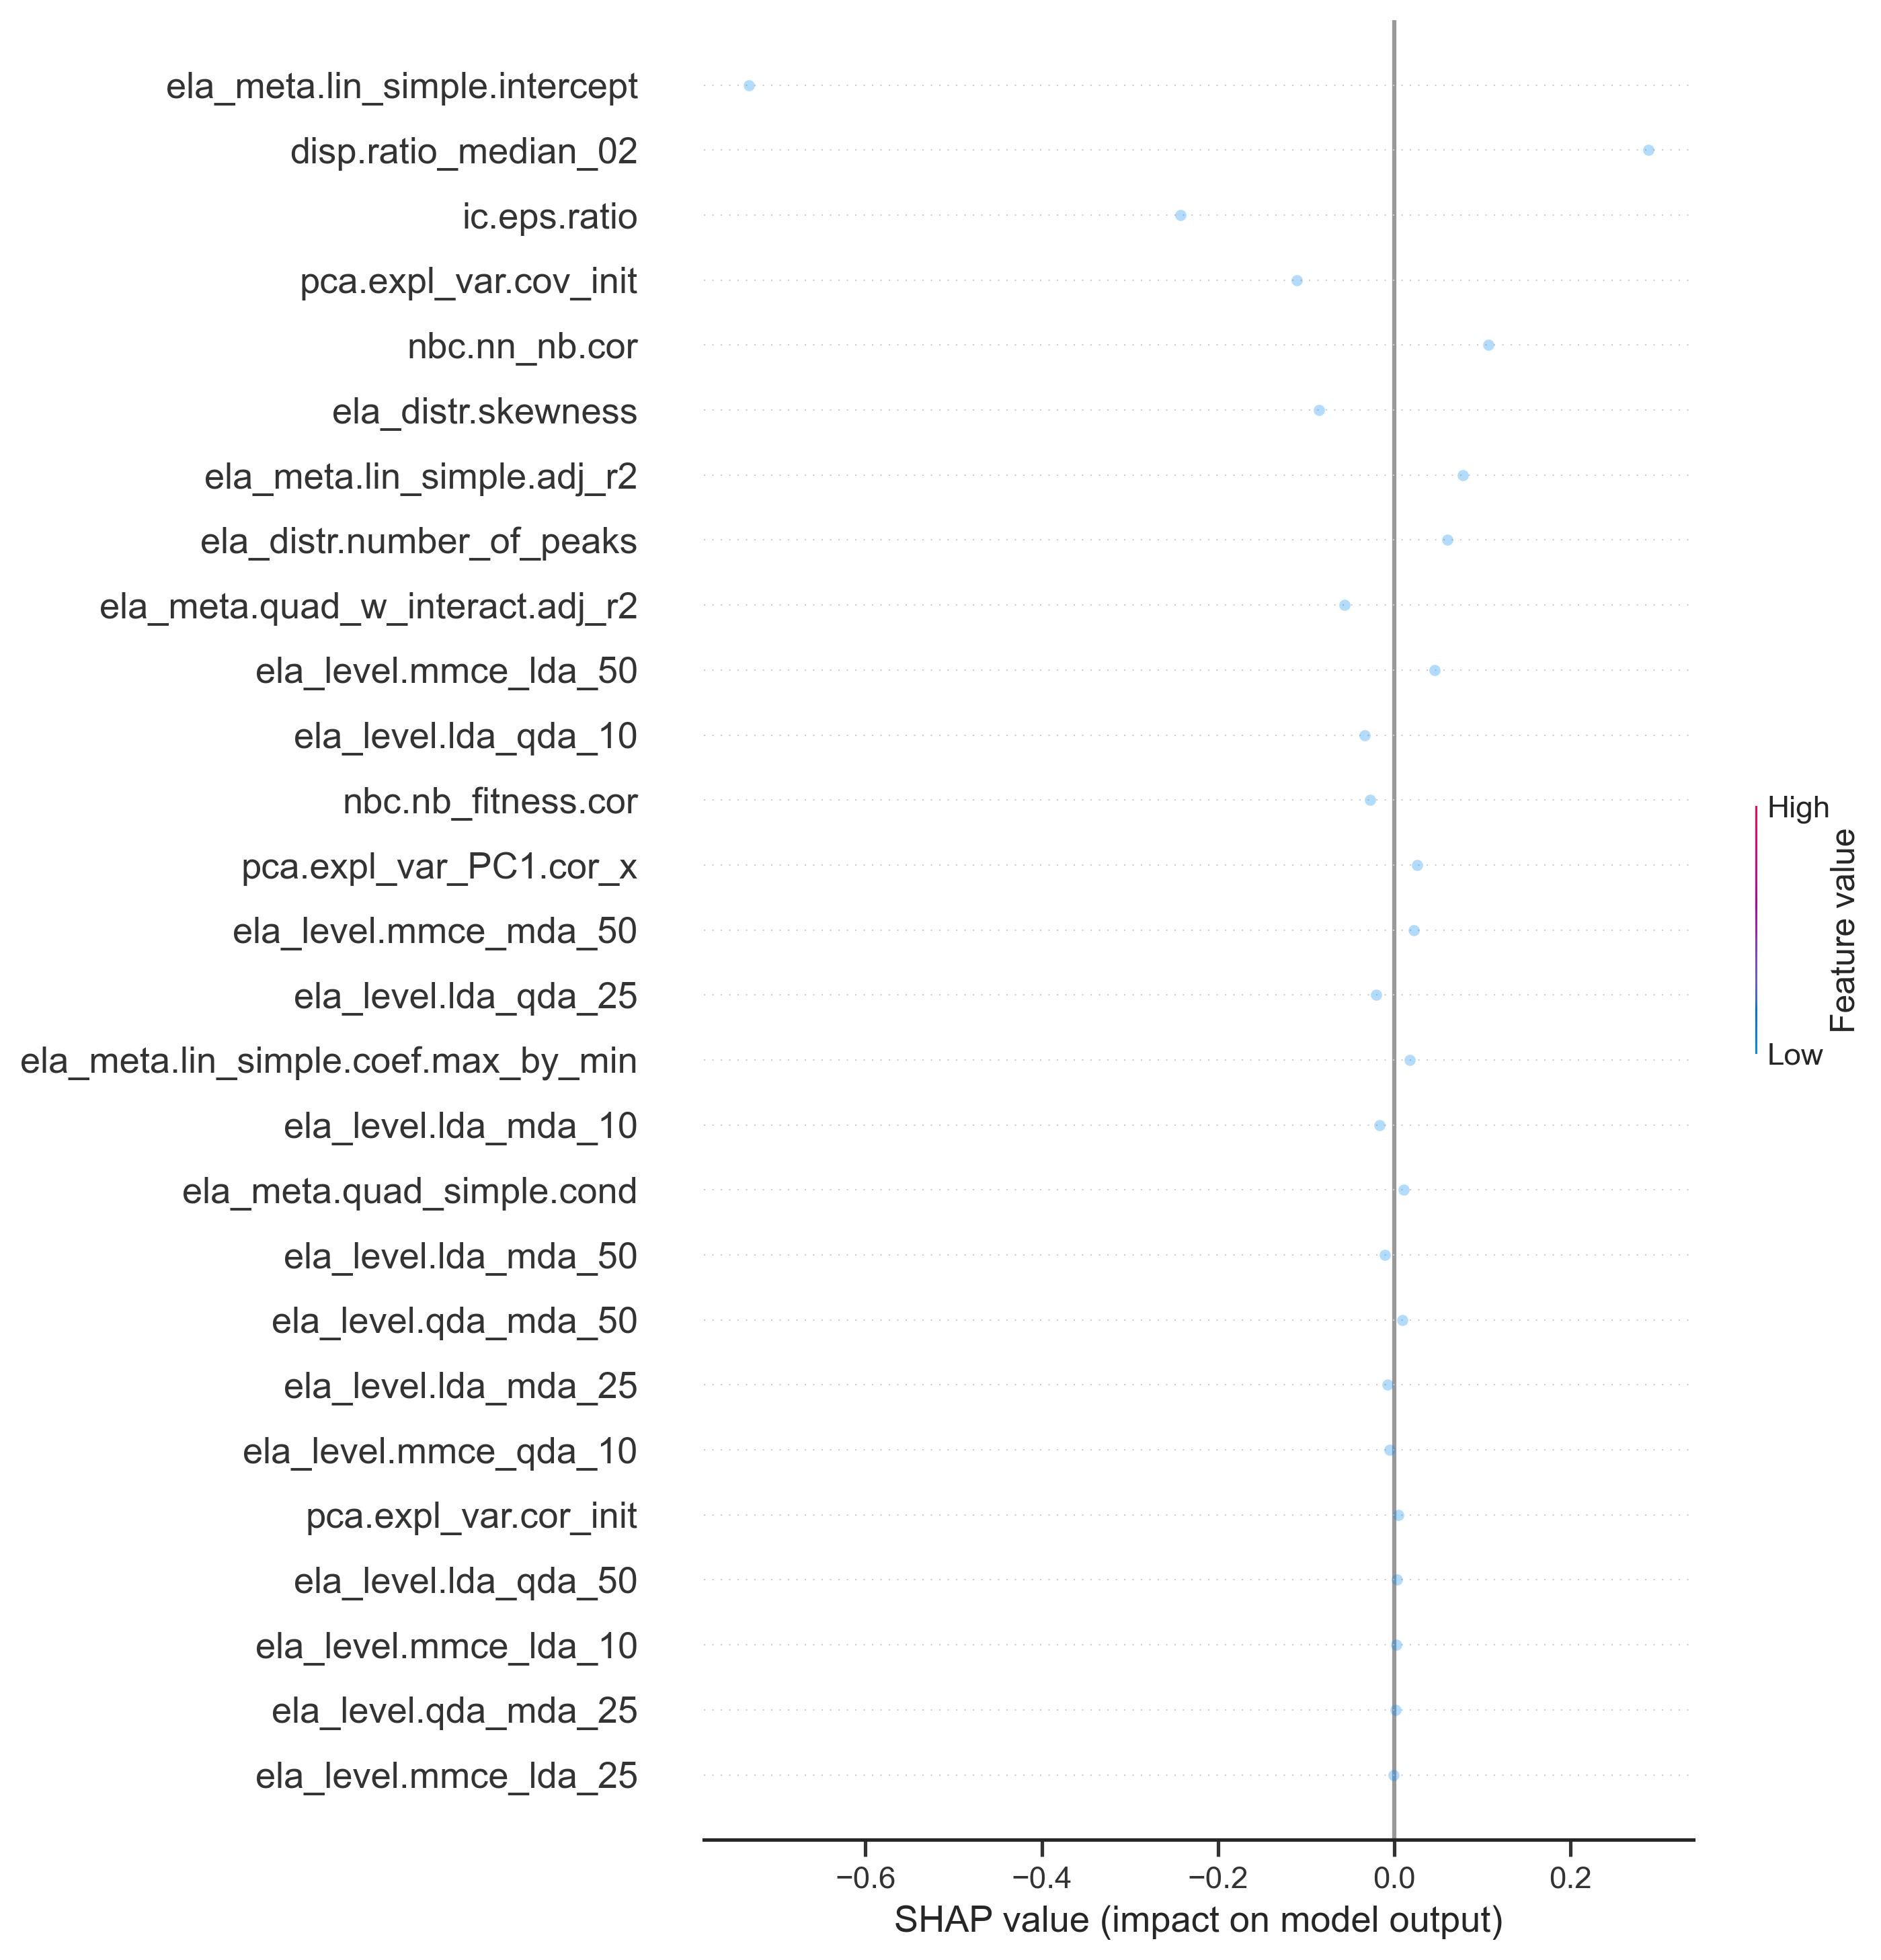 ela_meta.lin_simple.intercept
disp.ratio_median_02
ic.eps.ratio
pca.expl_var.cov_init
nbc.nn_nb.cor
ela_distr.skewness
ela_meta.lin_simple.adj_r2
ela_distr.number_of_peaks
ela_meta.quad_w_interact.adj_r2
ela_level.mmce_lda_50
ela_level.lda_qda_10
nbc.nb_fitness.cor
pca.expl_var_PC1.cor_x
ela_level.mmce_mda_50
ela_level.lda_qda_25
ela_meta.lin_simple.coef.max_by_min
ela_level.lda_mda_10
ela_meta.quad_simple.cond
ela_level.lda_mda_50
ela_level.qda_mda_50
ela_level.lda_mda_25
ela_level.mmce_qda_10
pca.expl_var.cor_init
ela_level.lda_qda_50
ela_level.mmce_lda_10
ela_level.qda_mda_25
ela_level.mmce_lda_25
−0.6 −0.4 −0.2 0.0 0.2
SHAP value (impact on model output)
High
Feature value
Low